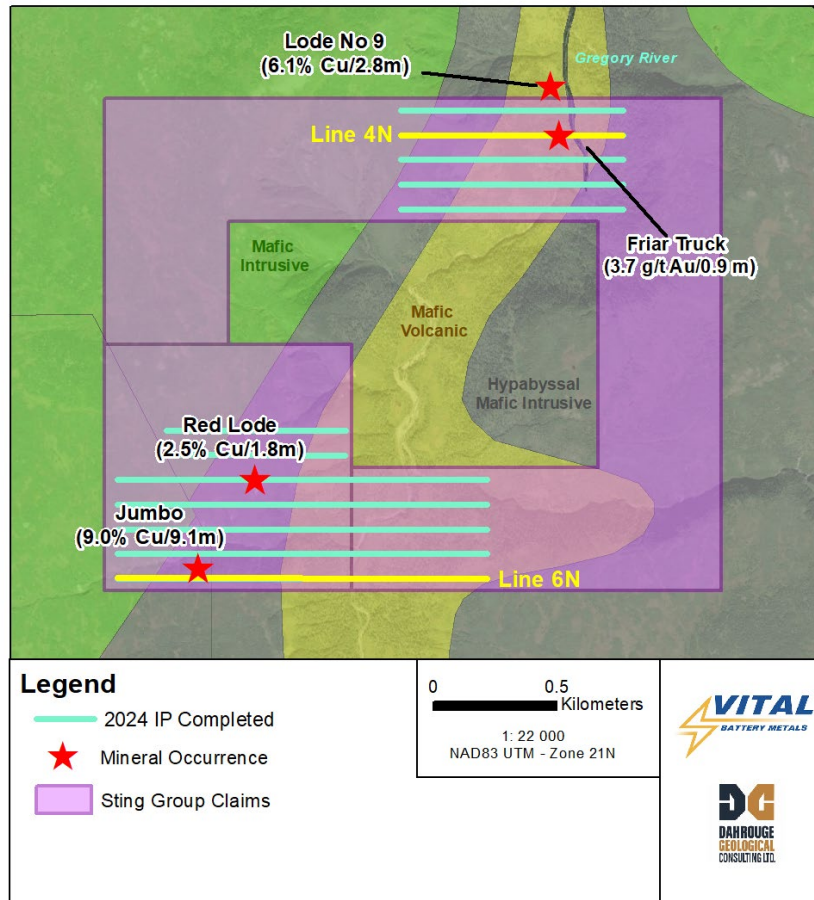 Lode No 9
(6.1% Cu/2.8m)
Gregory River
Line 4N
Friar Truck
(3.7 g/t Au/0.9 m)
Mafic
Intrusive
Mafic
Volcanic
Hypabyssal
Mafic Intrusive
Red Lode
(2.5% Cu/1.8m)
Jumbo
(9.0% Cu/9.1m)
Line 6N
Legend
2024 IP Completed
Mineral Occurrence
Sting Group Claims
0 0.5
Kilometers
1: 22 000
NAD83 UTM - Zone 21N
VITAL
BATTERY METALS
DG
DAHROUGE
GEOLOGICAL
CONSULTING LTD.